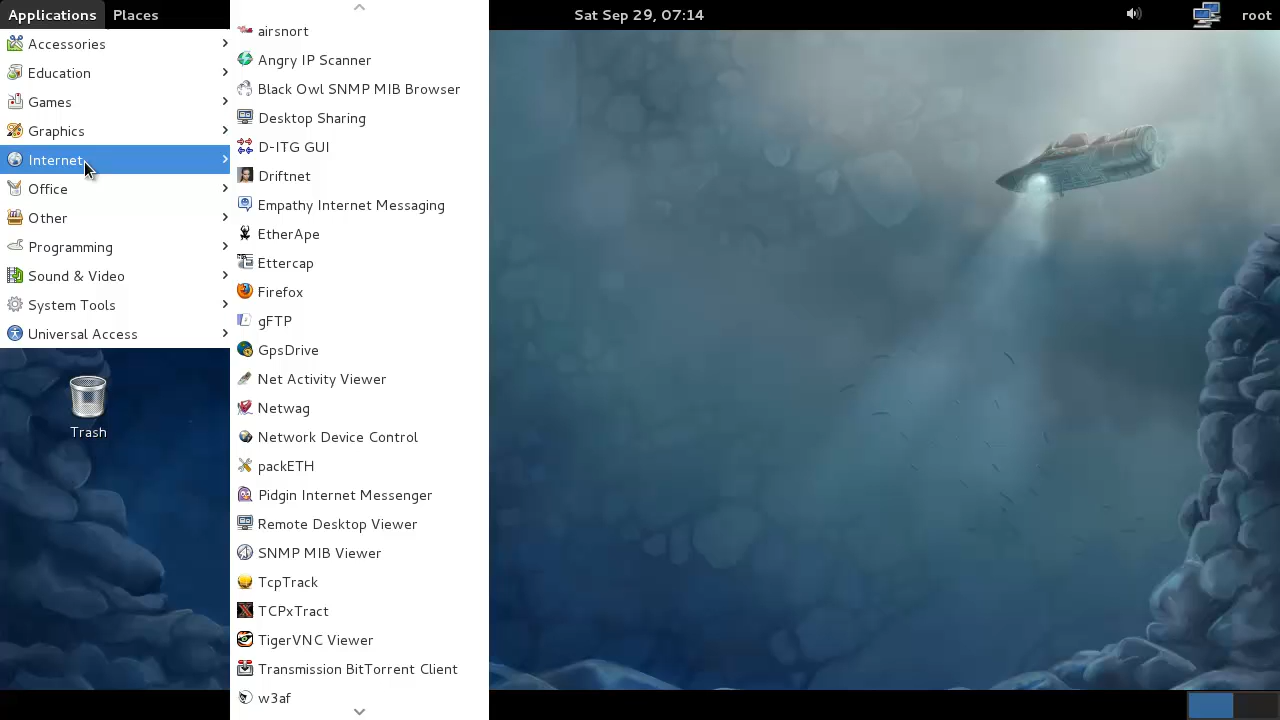 Applications Places Sat Sep 29, 07:14 root
Accessories
Education
Games
Graphics
Internet
Office
Other
Programming
Sound & Video
System Tools
Universal Access
Trash
airsnort
Angry IP Scanner
Black Owl SNMP MIB Browser
Desktop Sharing
D-ITG GUI
Driftnet
Empathy Internet Messaging
EtherApe
Ettercap
Firefox
gFTP
GpsDrive
Net Activity Viewer
Netwag
Network Device Control
packETH
Pidgin Internet Messenger
Remote Desktop Viewer
SNMP MIB Viewer
TcpTrack
TCPxTract
TigerVNC Viewer
Transmission BitTorrent Client
w3af